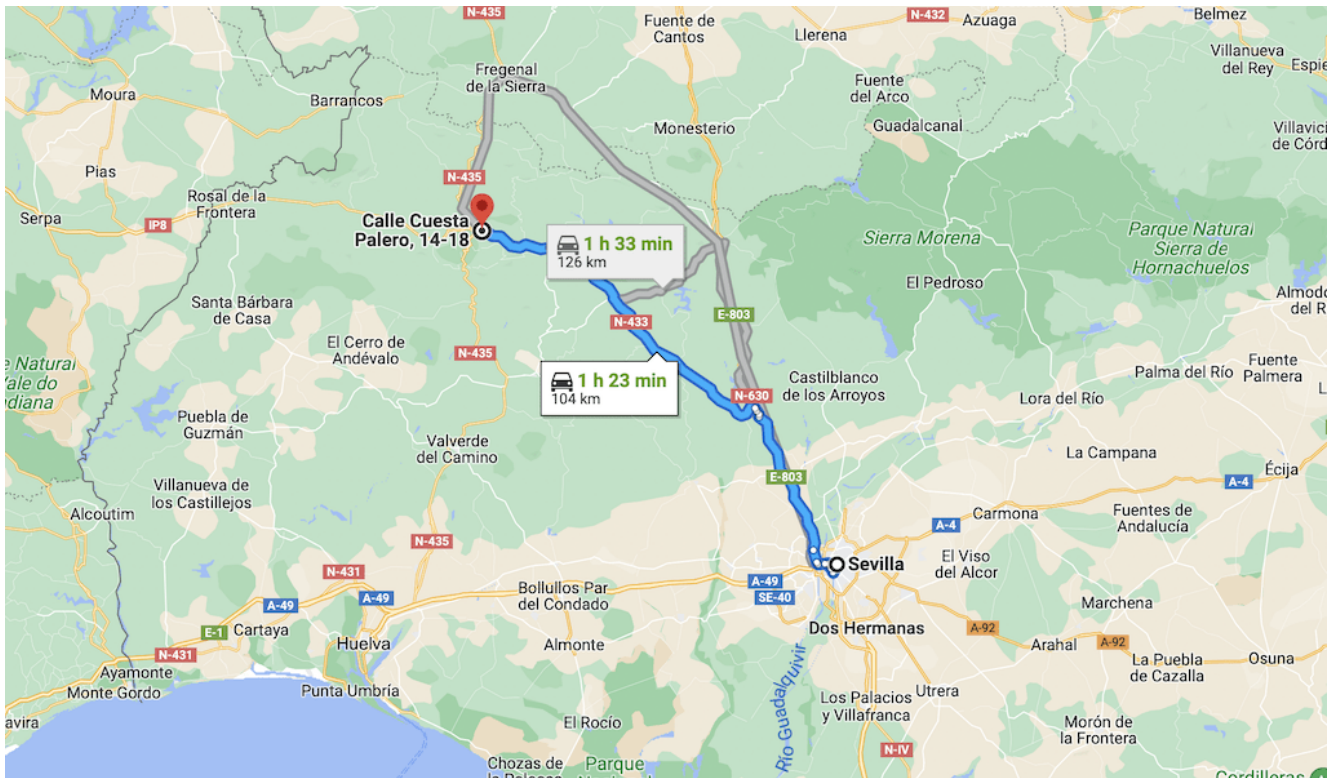 N-435
N-432
Belmez
Fuente de
Cantos
Azuaga
Llerena
Villanueva
del Rey
Espie
Fregenal
de la Sierra
Moura
Barrancos
Fuente
del Arco
Monesterio
Guadalcanal
Villavici
de Córd
Pias
N-435
Rosal de la
Frontera
Serpa
IP8
Calle Cuesta
Palero, 14-18
1 h 33 min
126 km
Sierra Morena
Parque Natural
Sierra de
Hornachuelos
El Pedroso
Almodo
del R
Santa Bárbara
de Casa
N-433
E-803
El Cerro de
Andévalo
N-435
e Natural
Vale do
diana
1 h 23 min
104 km
Palma del Río
Fuente
Palmera
Castilblanco
de los Arroyos
N-630
Lora del Río
L
Puebla de
Guzmán
Valverde
del Camino
La Campana
Écija
E-803
A-4
Villanueva de
los Castillejos
Alcoutim
Carmona
Fuentes de
Andalucía
A-4
N-435
El Viso
del Alcor
Sevilla
N-431
Bollullos Par
del Condado
A-49
SE-40
A-49
A-49
Marchena
E-1
Cartaya
Huelva
Almonte
Dos Hermanas
A-92
Arahal
A-92
N-431
La Puebla
de Cazalla
Osuna
Ayamonte
Monte Gordo
Punta Umbría
Río Guadalquivir
Los Palacios
y Villafranca
Utrera
avira
El Rocío
Morón de
la Frontera
N-IV
Chozas de
Parque
Cordilleras